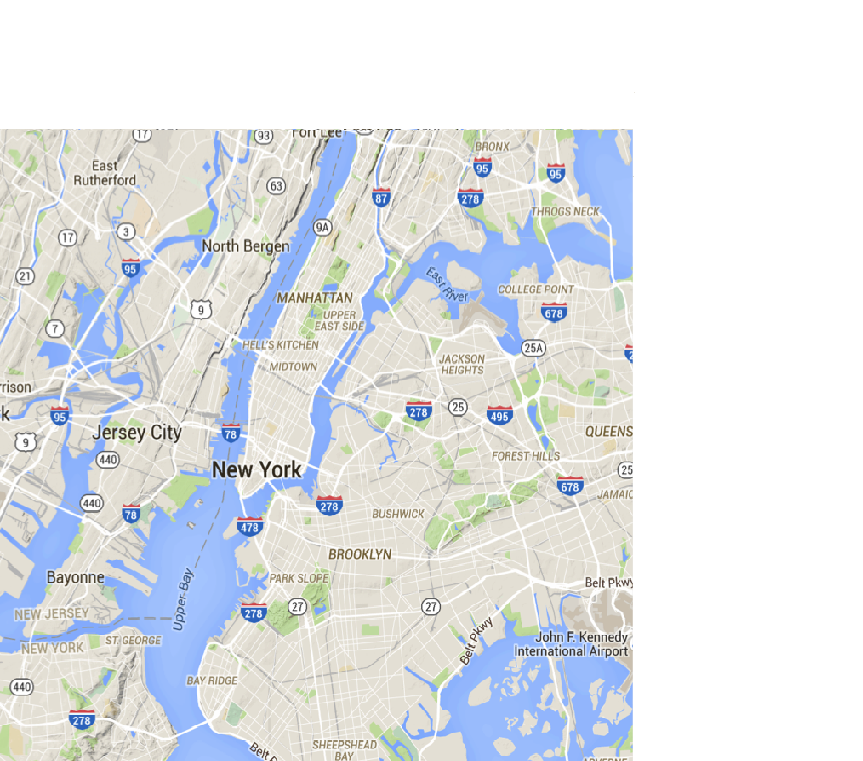 17
93
Fort Lee
BRONX
95
95
East
Rutherford
63
87
278
THROGS NECK
9A
3
17
North Bergen
95
21
East River
COLLEGE POINT
MANHATTAN
9
678
UPPER
EAST SIDE
7
HELL'S KITCHEN
25A
MIDTOWN
JACKSON
HEIGHTS
rrison
k
95
278
25
495
9
Jersey City
78
QUEENS
440
FOREST HILLS
New York
25
678
JAMAIC
440
78
278
BUSHWICK
478
BROOKLYN
Bayonne
PARK SLOPE
Belt Pkwy
Upper Bay
NEW JERSEY
278
27
27
NEW YORK
ST GEORGE
Belt Pkwy
John F. Kennedy
International Airport
440
BAY RIDGE
278
Belt P
SHEEPSHEAD
BAY